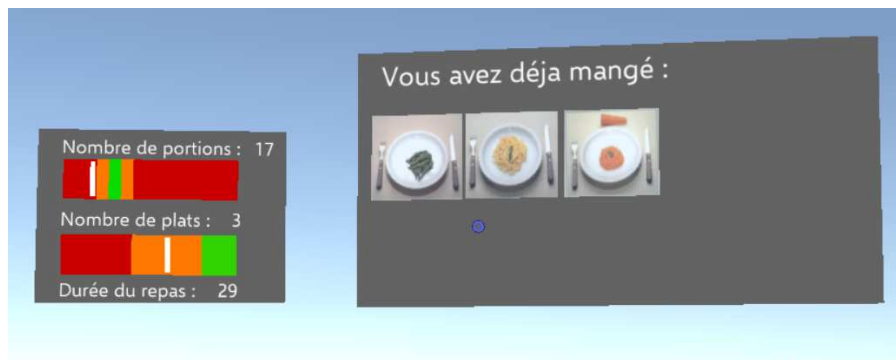 Nombre de portions : 17
Nombre de plats : 3
Durée du repas : 29
Vous avez déja mangé :